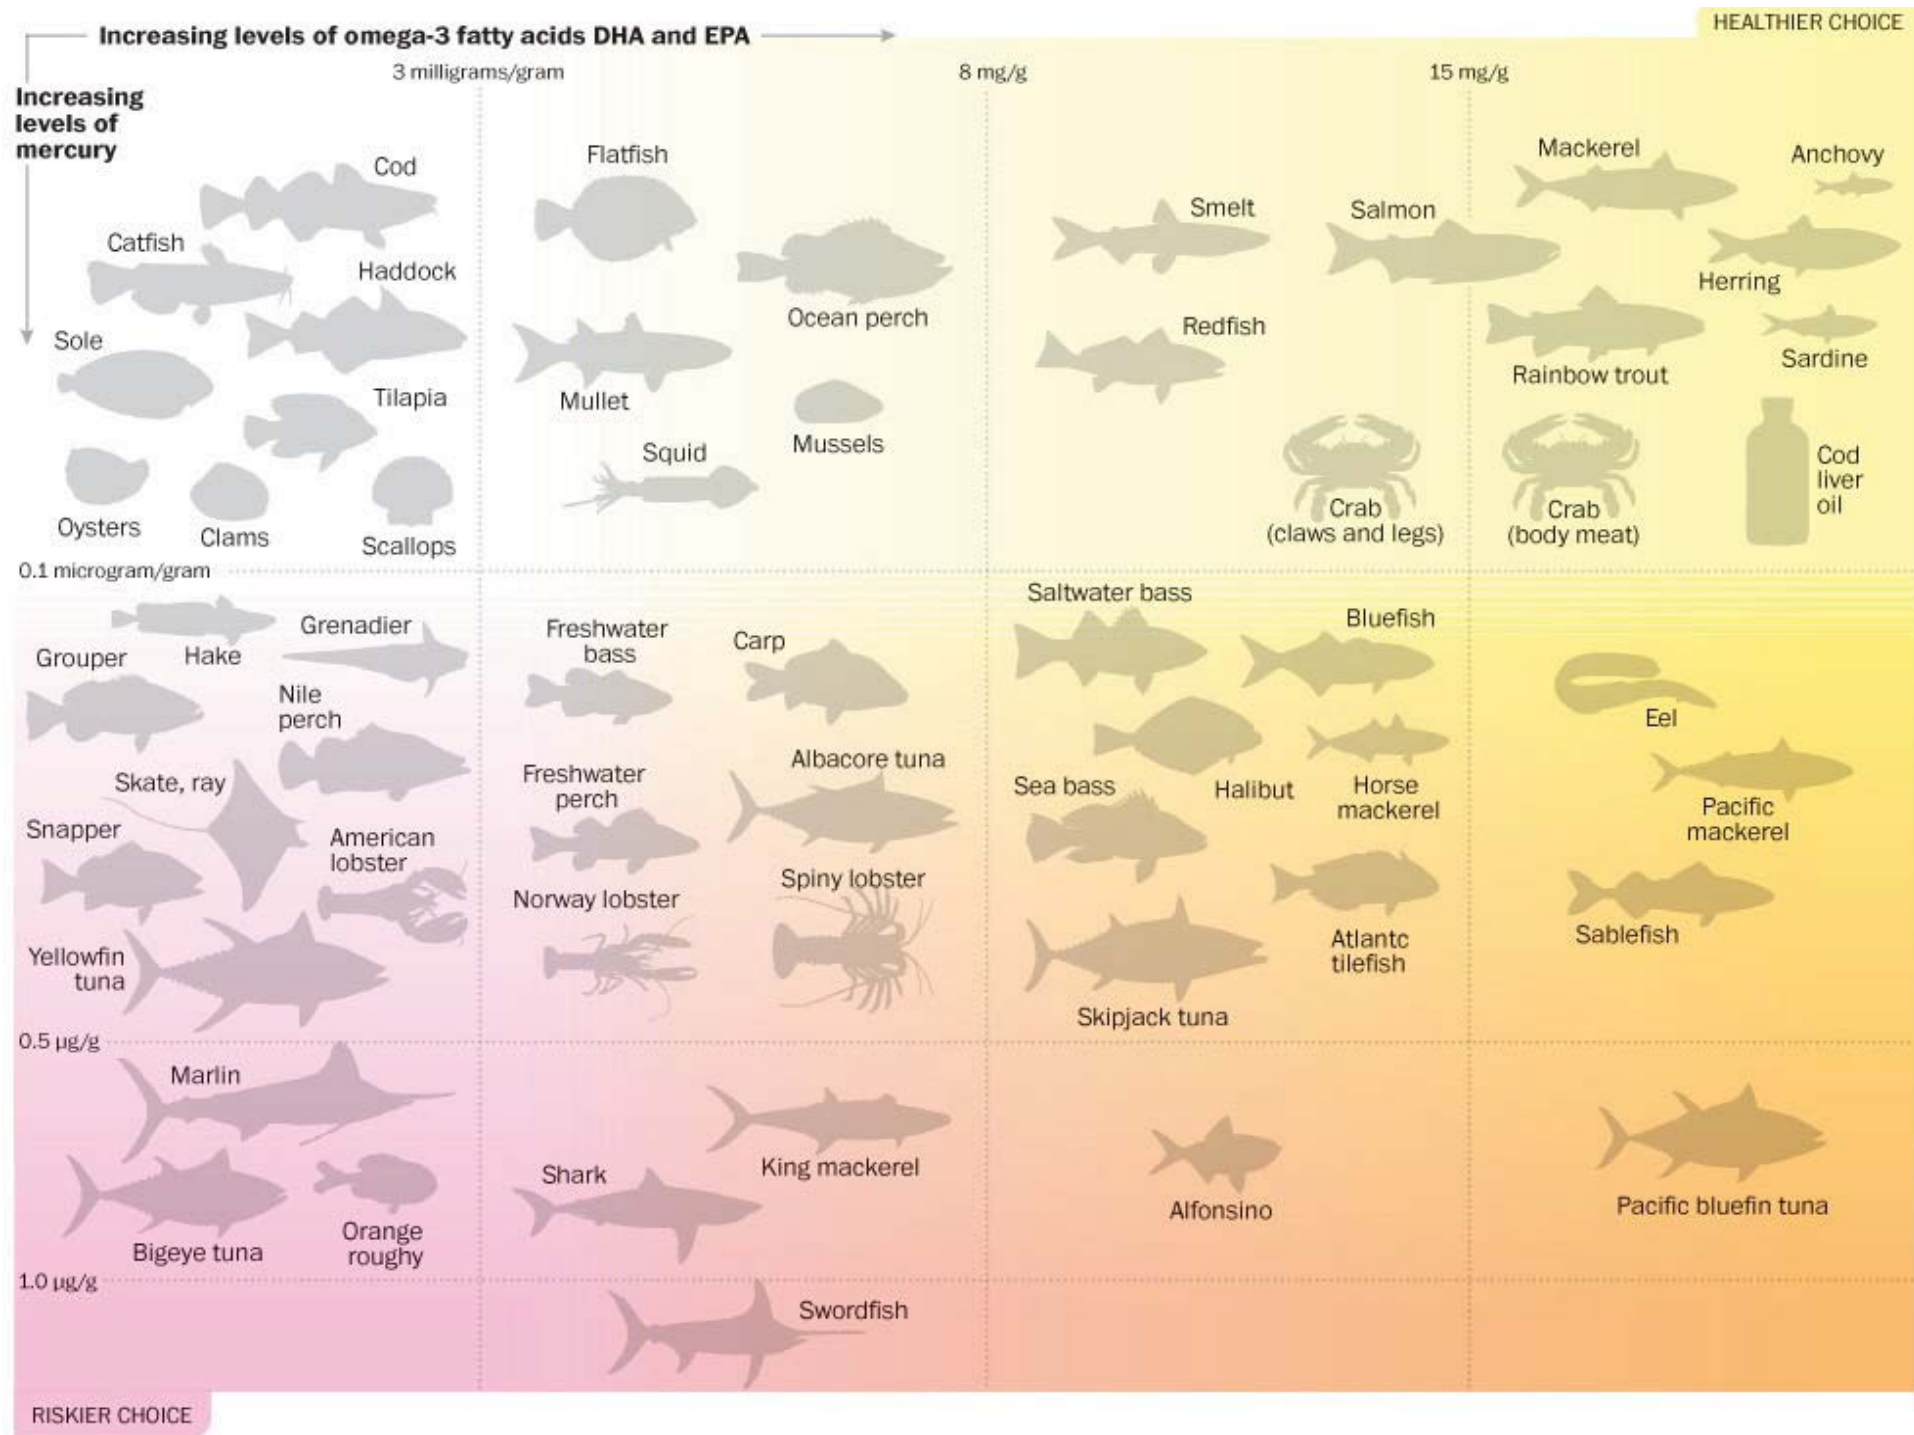 HEALTHIER CHOICE
Increasing levels of omega-3 fatty acids DHA and EPA
3 milligrams/gram
8 mg/g
15 mg/g
Increasing
levels of
mercury
Cod
Catfish
Haddock
Sole
Tilapia
Oysters
Clams
Scallops
Flatfish
Ocean perch
Mullet
Mussels
Squid
Smelt
Salmon
Redfish
Crab
(claws and legs)
Mackerel
Anchovy
Herring
Sardine
Rainbow trout
Crab
(body meat)
Cod
liver
oil
0.1 microgram/gram
Grouper
Hake
Grenadier
Nile
perch
Skate, ray
Snapper
American
lobster
Yellowfin
tuna
Freshwater
bass
Carp
Freshwater
perch
Albacore tuna
Norway lobster
Spiny lobster
Saltwater bass
Bluefish
Sea bass
Halibut
Horse
mackerel
Atlantc
tilefish
Skipjack tuna
Eel
Pacific
mackerel
Sablefish
0.5 µg/g
Marlin
Bigeye tuna
Orange
roughy
Shark
King mackerel
Alfonsino
Pacific bluefin tuna
1.0 µg/g
Swordfish
RISKIER CHOICE